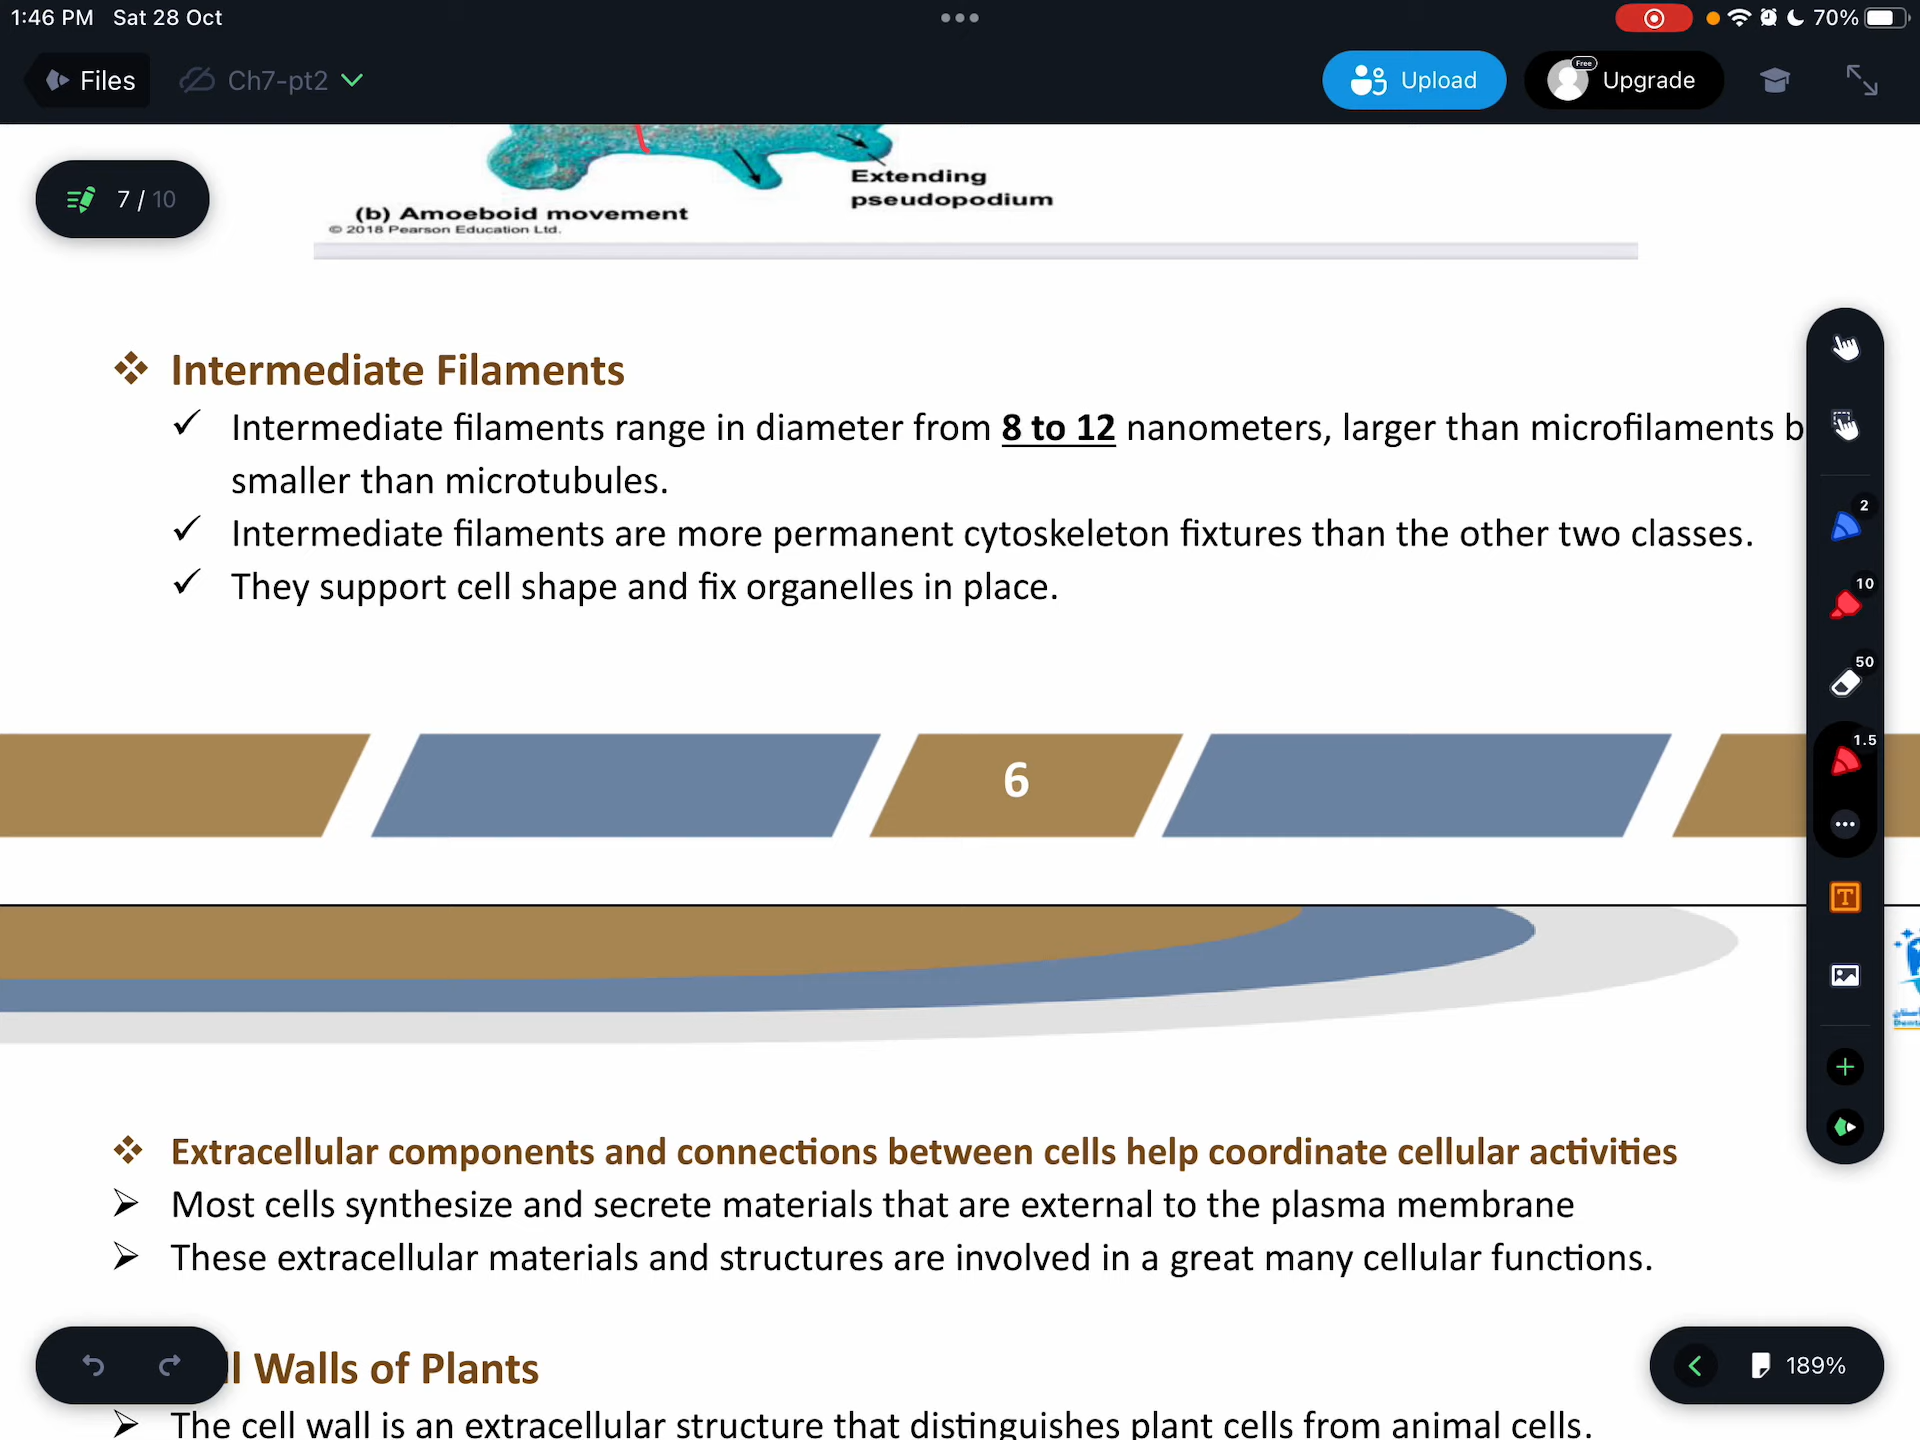 1:46 PM Sat 28 Oct
70%
Files
Ch7-pt2
Upload
Free
Upgrade
7 / 10
Extending
pseudopodium
(b) Amoeboid movement
© 2018 Pearson Education Ltd.
❖ Intermediate Filaments
✓ Intermediate filaments range in diameter from 8 to 12 nanometers, larger than microfilaments b
smaller than microtubules.
✓ Intermediate filaments are more permanent cytoskeleton fixtures than the other two classes.
✓ They support cell shape and fix organelles in place.
2
10
50
1.5
T
6
❖ Extracellular components and connections between cells help coordinate cellular activities
➢ Most cells synthesize and secrete materials that are external to the plasma membrane
➢ These extracellular materials and structures are involved in a great many cellular functions.
l Walls of Plants
189%
➢ The cell wall is an extracellular structure that distinguishes plant cells from animal cells.